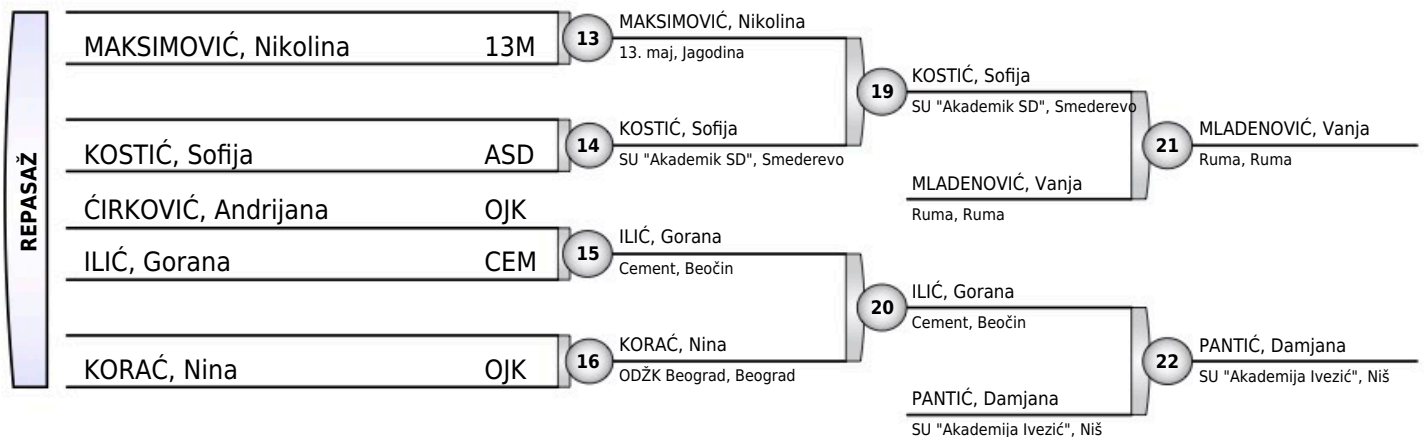 REPASAŽ
MAKSIMOVIĆ, Nikolina 13M
KOSTIĆ, Sofija ASD
ĆIRKOVIĆ, Andrijana OJK
ILIĆ, Gorana CEM
KORAĆ, Nina OJK
13
MAKSIMOVIĆ, Nikolina
13. maj, Jagodina
14
KOSTIĆ, Sofija
SU "Akademik SD", Smederevo
15
ILIĆ, Gorana
Cement, Beočin
16
KORAĆ, Nina
ODŽK Beograd, Beograd
19
KOSTIĆ, Sofija
SU "Akademik SD", Smederevo
MLADENOVIĆ, Vanja
Ruma, Ruma
20
ILIĆ, Gorana
Cement, Beočin
PANTIĆ, Damjana
SU "Akademija Ivezić", Niš
21
MLADENOVIĆ, Vanja
Ruma, Ruma
22
PANTIĆ, Damjana
SU "Akademija Ivezić", Niš